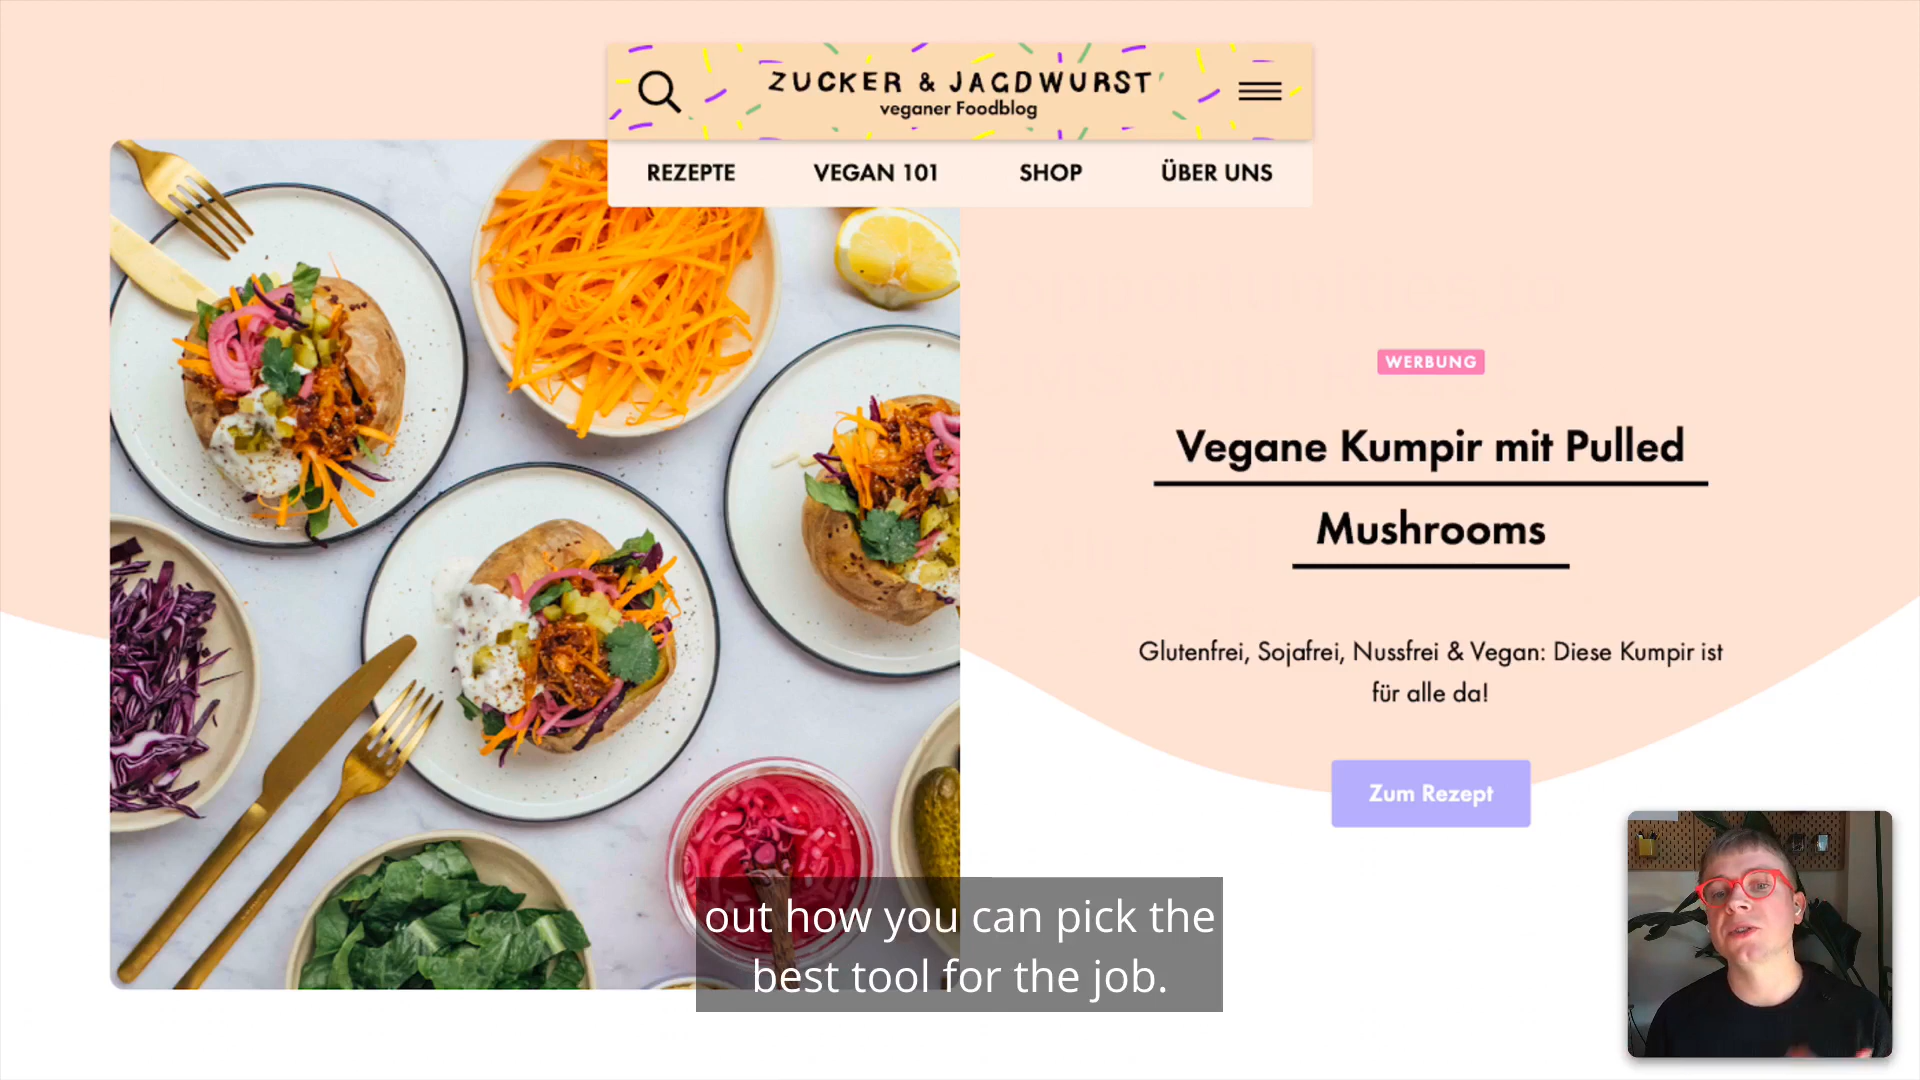 ZUCKER & JAGDWURST
veganer Foodblog
REZEPTE VEGAN 101 SHOP ÜBER UNS
opportunities to
WERBUNG
Vegane Kumpir mit Pulled
Mushrooms
Glutenfrei, Sojafrei, Nussfrei & Vegan: Diese Kumpir ist
für alle da!
Zum Rezept
out how you can pick the
best tool for the job.